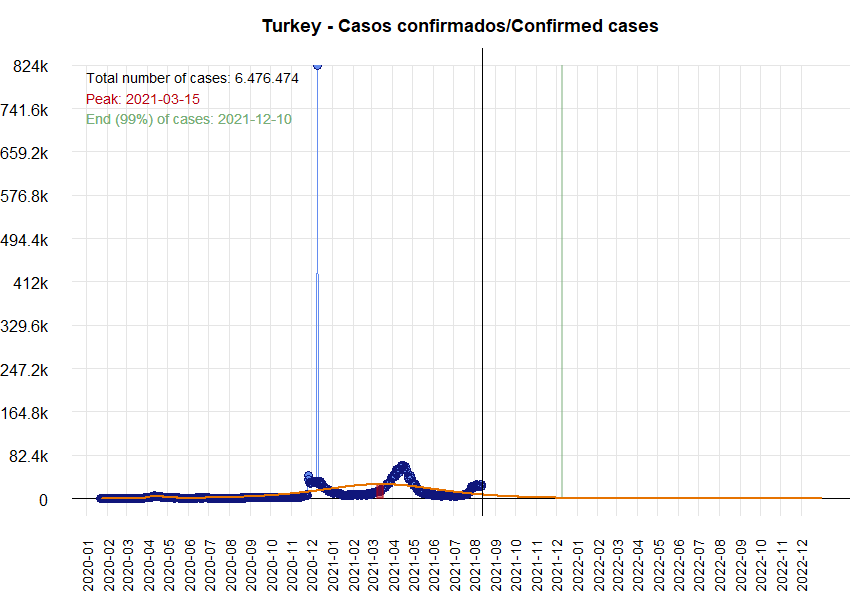 Turkey - Casos confirmados/Confirmed cases
824k
Total number of cases: 6.476.474
Peak: 2021-03-15
741.6k
End (99%) of cases: 2021-12-10
659.2k
576.8k
494.4k
412k
329.6k
247.2k
164.8k
82.4k
0
2020-01
2020-02
2020-03
2020-04
2020-05
2020-06
2020-07
2020-08
2020-09
2020-10
2020-11
2020-12
2021-01
2021-02
2021-03
2021-04
2021-05
2021-06
2021-07
2021-08
2021-09
2021-10
2021-11
2021-12
2022-01
2022-02
2022-03
2022-04
2022-05
2022-06
2022-07
2022-08
2022-09
2022-10
2022-11
2022-12